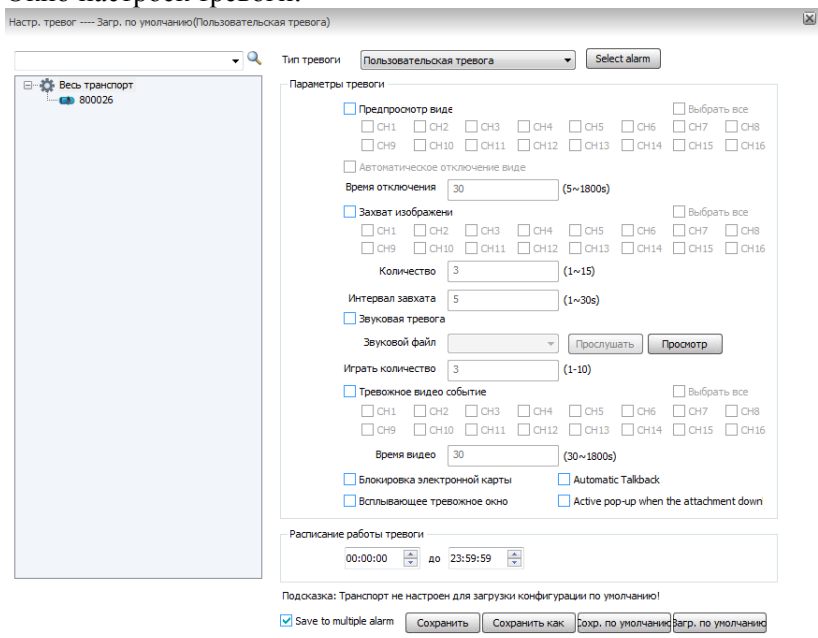 Настр. тревог ---- Загр. по умолчанию(Пользовательская тревога)
Тип тревоги Пользовательская тревога Select alarm
Весь транспорт
800026
Параметры тревоги
Предпросмотр виде Выбрать все
CH1 CH2 CH3 CH4 CH5 CH6 CH7 CH8
CH9 CH10 CH11 CH12 CH13 CH14 CH15 CH16
Автоматическое отключение виде
Время отключения 30 (5~1800s)
Захват изображени Выбрать все
CH1 CH2 CH3 CH4 CH5 CH6 CH7 CH8
CH9 CH10 CH11 CH12 CH13 CH14 CH15 CH16
Количество 3 (1~15)
Интервал завхата 5 (1~30s)
Звуковая тревога
Звуковой файл Прослушать Просмотр
Играть количество 3 (1-10)
Тревожное видео событие Выбрать все
CH1 CH2 CH3 CH4 CH5 CH6 CH7 CH8
CH9 CH10 CH11 CH12 CH13 CH14 CH15 CH16
Время видео 30 (30~1800s)
Блокировка электронной карты Automatic Talkback
Всплывающее тревожное окно Active pop-up when the attachment down
Расписание работы тревоги
00:00:00 до 23:59:59
Подсказка: Транспорт не настроен для загрузки конфигурации по умолчанию!
Save to multiple alarm Сохранить Сохранить как Сохр. по умолчанию Загр. по умолчанию